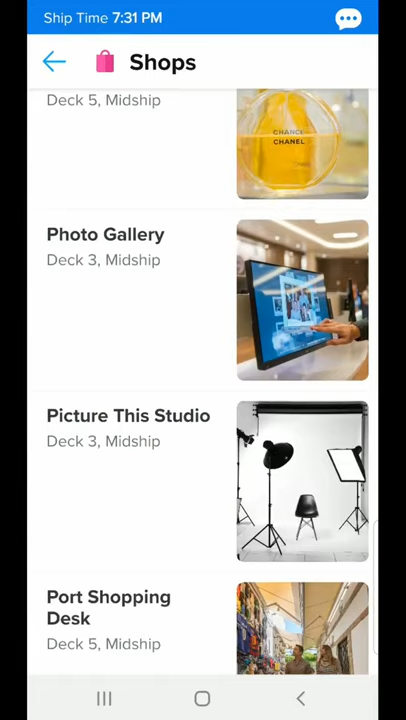 Ship Time 7:31 PM
Shops
Deck 5, Midship
CHANCE
CHANEL
Photo Gallery
Deck 3, Midship
Picture This Studio
Deck 3, Midship
Port Shopping
Desk
Deck 5, Midship